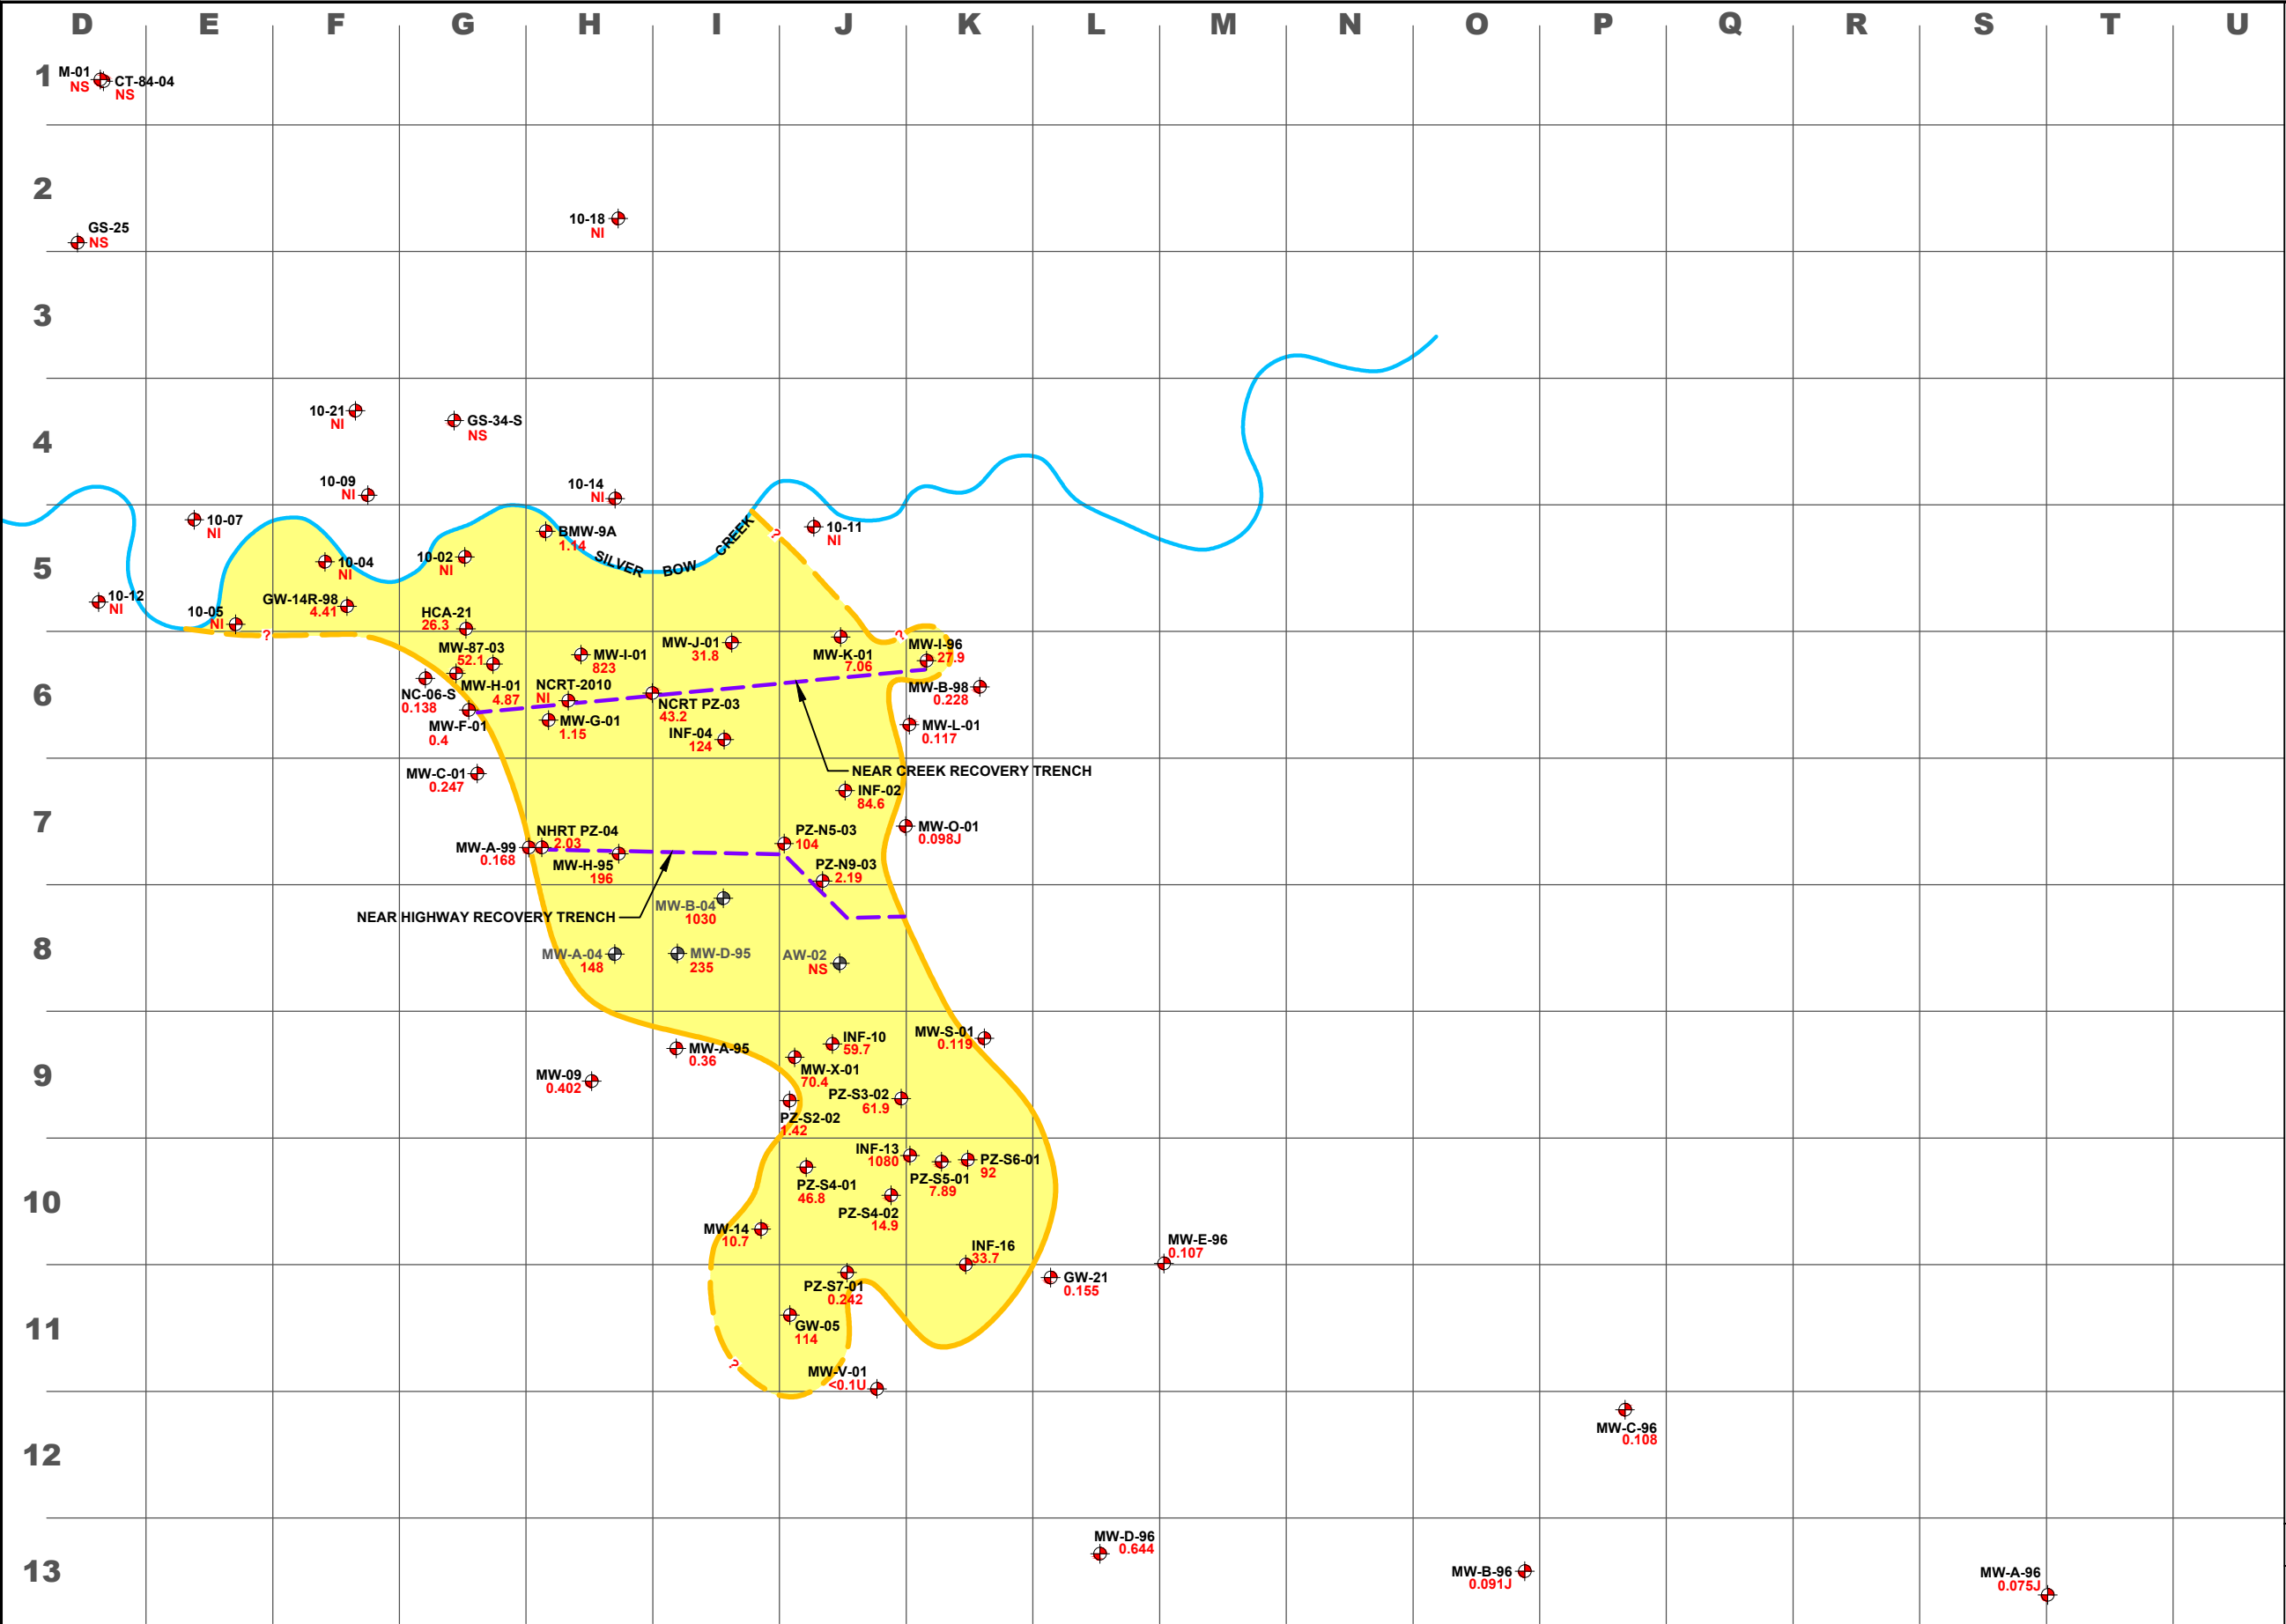 D E F G H I J K L M N O P Q R S T U
1
M-01
NS
CT-84-04
NS
2
10-18
NI
GS-25
NS
3
4
10-21
NI
GS-34-S
NS
10-09
NI
10-14
NI
5
10-07
NI
BMW-9A
1.14
10-11
NI
SILVER BOW CREEK
?
10-02
NI
10-04
NI
10-12
NI
GW-14R-98
4.41
10-05
NI
HCA-21
26.3
?
?
6
MW-87-03
52.1
MW-I-01
823
MW-J-01
31.8
MW-K-01
7.06
MW-I-96
27.9
MW-H-01
4.87
NC-06-S
0.138
NCRT-2010
NI
NCRT PZ-03
43.2
MW-B-98
0.228
MW-F-01
0.4
MW-G-01
1.15
INF-04
124
MW-L-01
0.117
7
MW-C-01
0.247
NEAR CREEK RECOVERY TRENCH
INF-02
84.6
NHRT PZ-04
2.03
MW-A-99
0.168
MW-H-95
196
PZ-N5-03
104
MW-O-01
0.098J
PZ-N9-03
2.19
8
MW-B-04
1030
NEAR HIGHWAY RECOVERY TRENCH
MW-A-04
148
MW-D-95
235
AW-02
NS
9
MW-S-01
0.119
INF-10
59.7
MW-A-95
0.36
MW-X-01
70.4
MW-09
0.402
PZ-S3-02
61.9
PZ-S2-02
1.42
10
INF-13
1080
PZ-S6-01
92
PZ-S5-01
7.89
PZ-S4-01
46.8
PZ-S4-02
14.9
MW-14
10.7
MW-E-96
0.107
INF-16
33.7
11
GW-21
0.155
PZ-S7-01
0.242
GW-05
114
?
MW-V-01
<0.1U
12
MW-C-96
0.108
13
MW-D-96
0.644
MW-B-96
0.091J
MW-A-96
0.075J